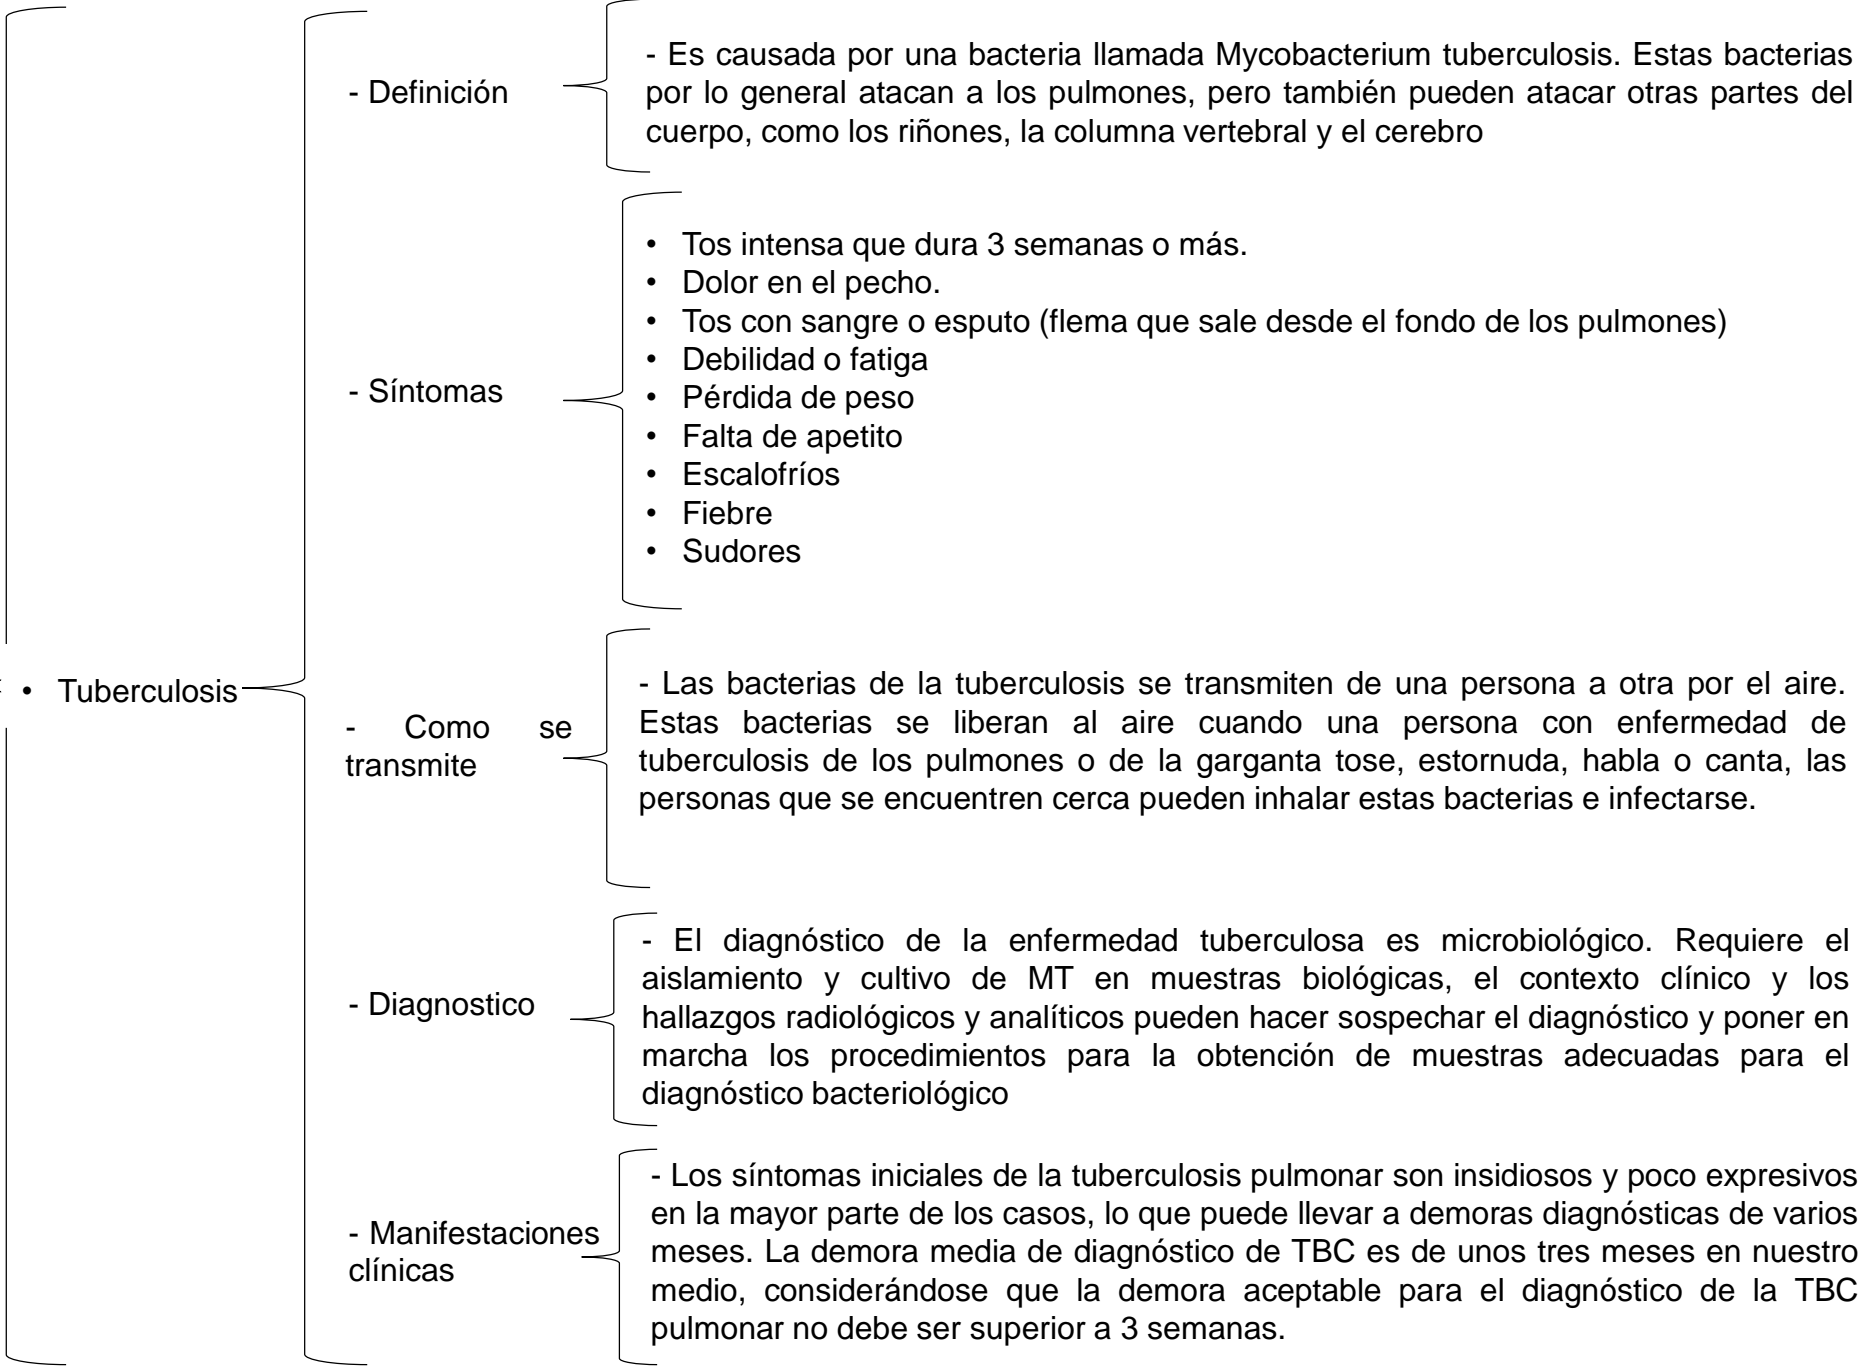 - Definición
- Es causada por una bacteria llamada Mycobacterium tuberculosis. Estas bacterias
por lo general atacan a los pulmones, pero también pueden atacar otras partes del
cuerpo, como los riñones, la columna vertebral y el cerebro
- Síntomas
• Tos intensa que dura 3 semanas o más.
• Dolor en el pecho.
• Tos con sangre o esputo (flema que sale desde el fondo de los pulmones)
• Debilidad o fatiga
• Pérdida de peso
• Falta de apetito
• Escalofríos
• Fiebre
• Sudores
• Tuberculosis
- Como se
transmite
- Las bacterias de la tuberculosis se transmiten de una persona a otra por el aire.
Estas bacterias se liberan al aire cuando una persona con enfermedad de
tuberculosis de los pulmones o de la garganta tose, estornuda, habla o canta, las
personas que se encuentren cerca pueden inhalar estas bacterias e infectarse.
- Diagnostico
- El diagnóstico de la enfermedad tuberculosa es microbiológico. Requiere el
aislamiento y cultivo de MT en muestras biológicas, el contexto clínico y los
hallazgos radiológicos y analíticos pueden hacer sospechar el diagnóstico y poner en
marcha los procedimientos para la obtención de muestras adecuadas para el
diagnóstico bacteriológico
- Manifestaciones
clínicas
- Los síntomas iniciales de la tuberculosis pulmonar son insidiosos y poco expresivos
en la mayor parte de los casos, lo que puede llevar a demoras diagnósticas de varios
meses. La demora media de diagnóstico de TBC es de unos tres meses en nuestro
medio, considerándose que la demora aceptable para el diagnóstico de la TBC
pulmonar no debe ser superior a 3 semanas.